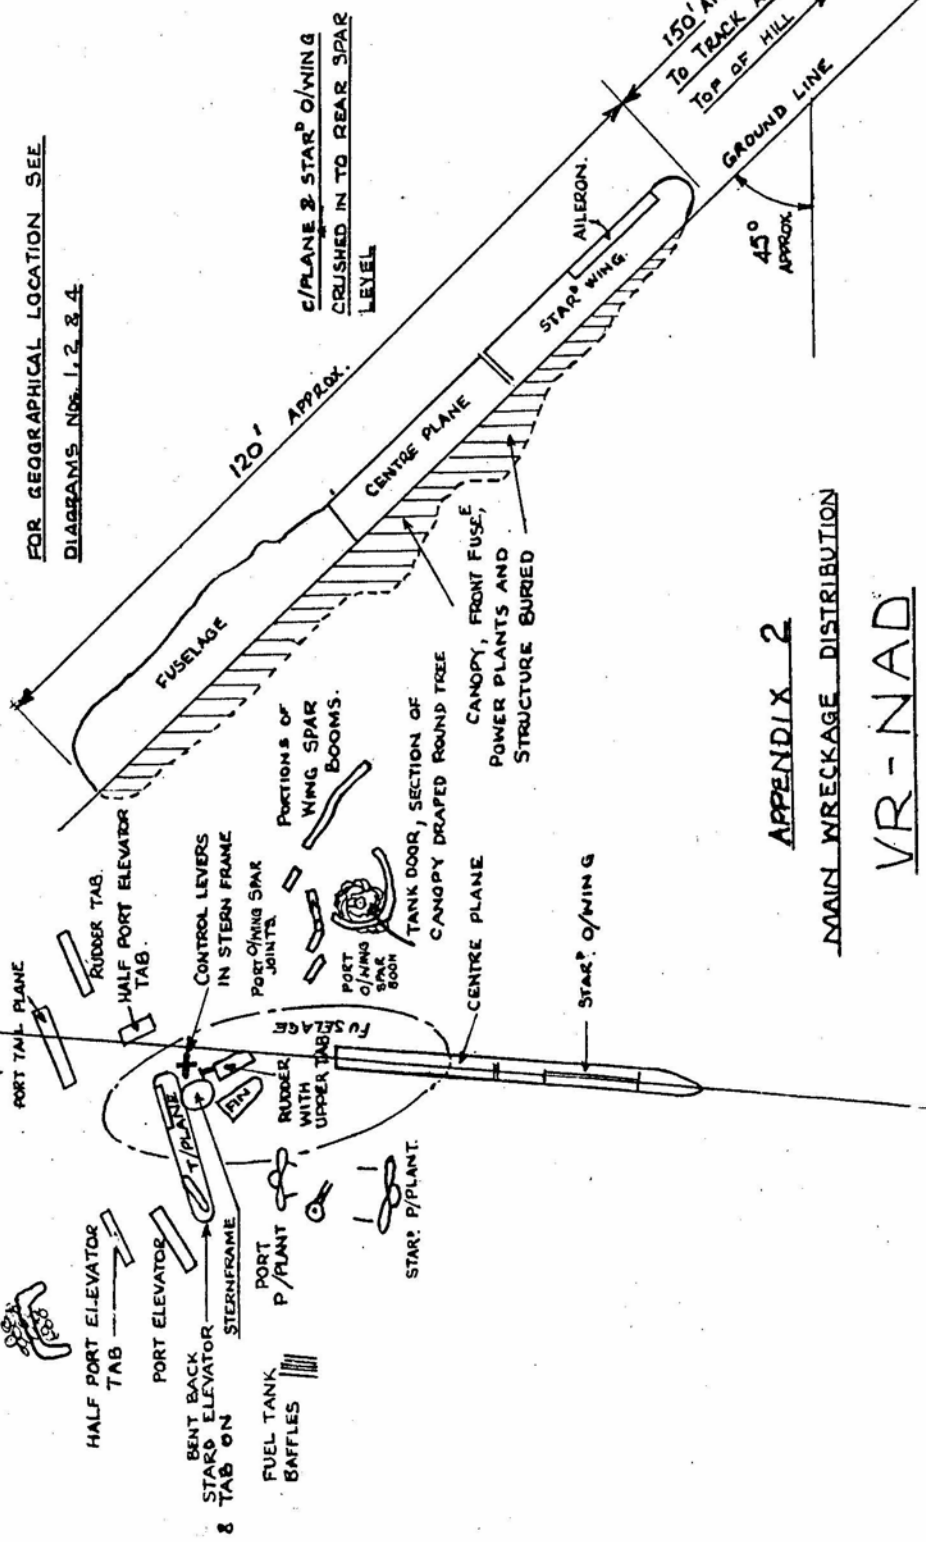 FOR GEOGRAPHICAL LOCATION SEE
DIAGRAMS Nos. 1, 2, & 4
C/PLANE & STARD O/WING
CRUSHED IN TO REAR SPAR
LEVEL
150'
TO TRACK
TOP OF HILL
GROUND LINE
45°
APPROX
120' APPROX.
AILERON.
STARD WING.
CENTRE PLANE
FUSELAGE
CANOPY, FRONT FUSE,
POWER PLANTS AND
STRUCTURE BURIED
PORT TAIL PLANE
RUDDER TAB.
HALF PORT ELEVATOR
TAB.
CONTROL LEVERS
IN STERN FRAME
PORT O/WING SPAR
JOINTS.
PORTIONS OF
WING SPAR
BOOMS.
PORT
O/WING
SPAR
BOOM
TANK DOOR, SECTION OF
CANOPY DRAPED ROUND TREE
CENTRE PLANE
STARD. O/WING
FUSELAGE
T/PLANE
FIN
RUDDER
WITH
UPPER TAB
HALF PORT ELEVATOR
TAB
PORT ELEVATOR
BENT BACK
STARD ELEVATOR
& TAB ON
STERNFRAME
PORT
P/PLANT
STARD. P/PLANT.
FUEL TANK
BAFFLES
APPENDIX 2
MAIN WRECKAGE DISTRIBUTION
VR-NAD